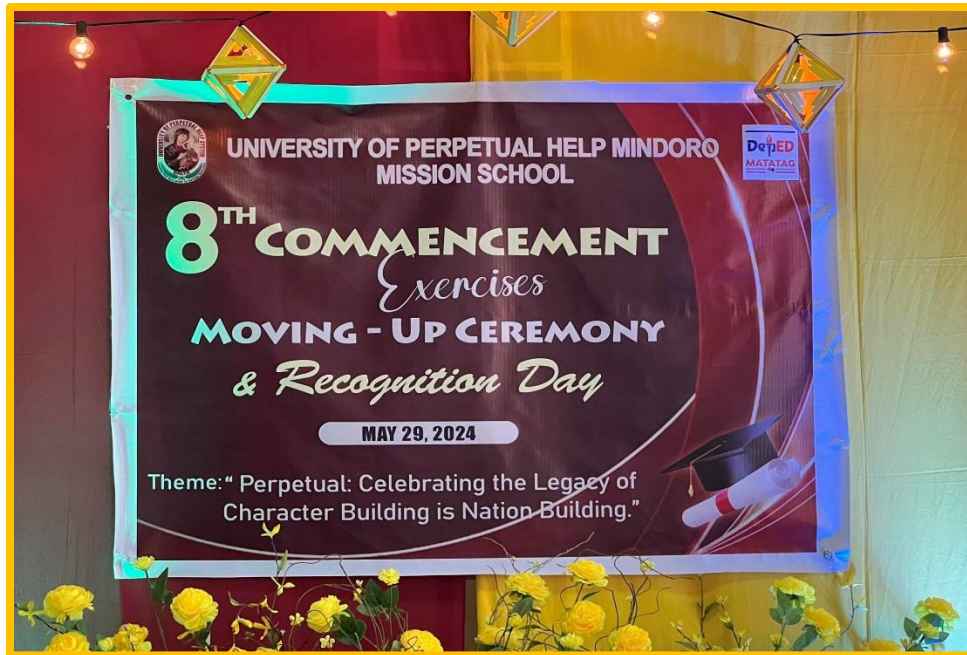 UNIVERSITY OF PERPETUAL HELP MINDORO
MISSION SCHOOL
DepED
MATATAG
8TH COMMENCEMENT
Exercises
MOVING - UP CEREMONY
& Recognition Day
MAY 29, 2024
Theme:“ Perpetual: Celebrating the Legacy of
Character Building is Nation Building.”